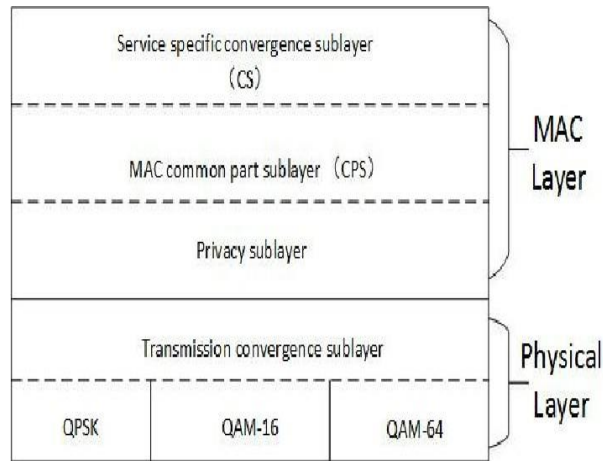 Service specific convergence sublayer
（CS）
MAC common part sublayer（CPS）
Privacy sublayer
MAC
Layer
Transmission convergence sublayer
QPSK
QAM-16
QAM-64
Physical
Layer